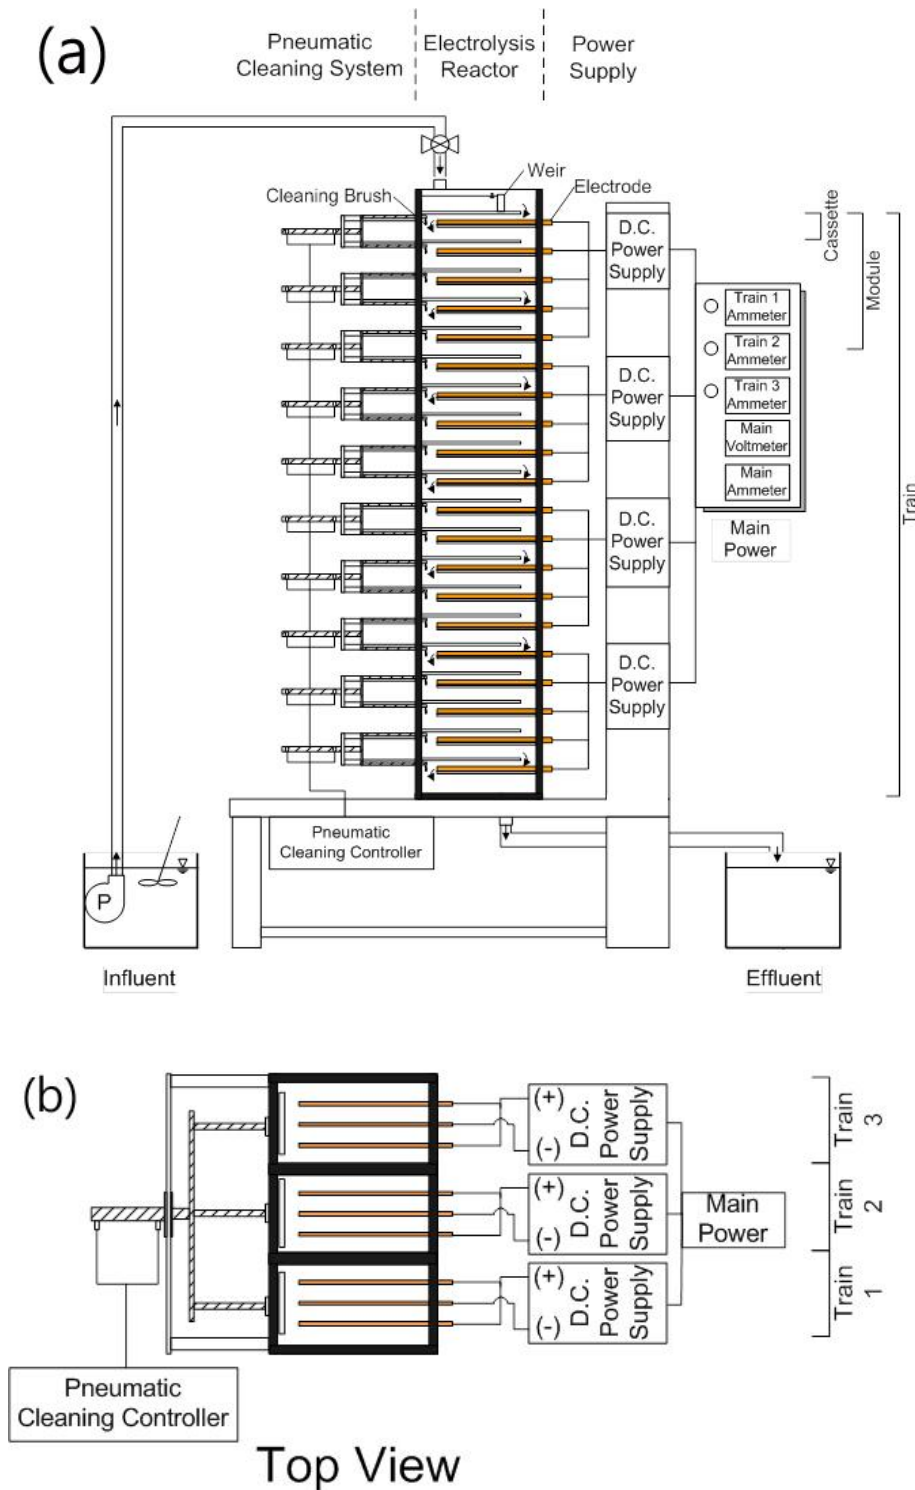 (a)
Pneumatic
Cleaning System
Electrolysis
Reactor
Power
Supply
Weir
Cleaning Brush
Electrode
D.C.
Power
Supply
Cassette
Module
Train
Train 1
Ammeter
Train 2
Ammeter
D.C.
Power
Supply
Train 3
Ammeter
Main
Voltmeter
Main
Ammeter
Main
Power
D.C.
Power
Supply
D.C.
Power
Supply
Pneumatic
Cleaning Controller
P
Influent
Effluent
(b)
(+)
(-)
D.C.
Power
Supply
Train
3
(+)
(-)
D.C.
Power
Supply
Main
Power
Train
2
(+)
(-)
D.C.
Power
Supply
Train
1
Pneumatic
Cleaning Controller
Top View